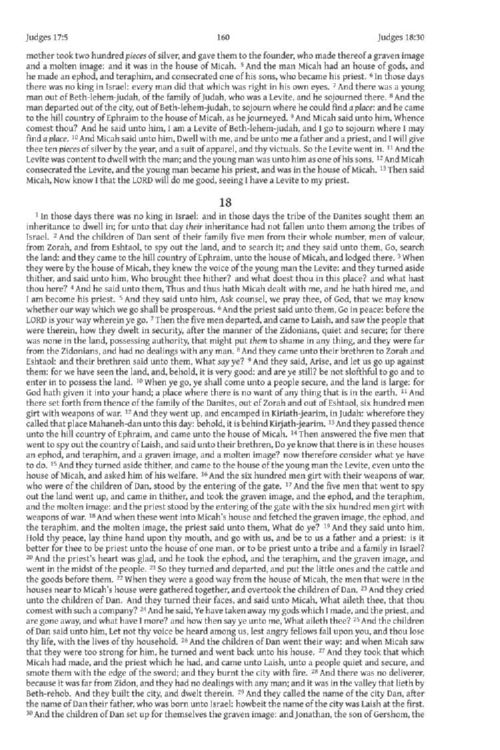 Judges 17:5 160 Judges 18:30
mother took two hundred pieces of silver, and gave them to the founder, who made thereof a graven image
and a molten image: and it was in the house of Micah. 5 And the man Micah had an house of gods, and
he made an ephod, and teraphim, and consecrated one of his sons, who became his priest. 6 In those days
there was no king in Israel: every man did that which was right in his own eyes. 7 And there was a young
man out of Beth-lehem-judah, of the family of Judah, who was a Levite, and he sojourned there. 8 And the
man departed out of the city, out of Beth-lehem-judah, to sojourn where he could find a place: and he came
to the hill country of Ephraim to the house of Micah, as he journeyed. 9 And Micah said unto him, Whence
comest thou? And he said unto him, I am a Levite of Beth-lehem-judah, and I go to sojourn where I may
find a place. 10 And Micah said unto him, Dwell with me, and be unto me a father and a priest, and I will give
thee ten pieces of silver by the year, and a suit of apparel, and thy victuals. So the Levite went in. 11 And the
Levite was content to dwell with the man; and the young man was unto him as one of his sons. 12 And Micah
consecrated the Levite, and the young man became his priest, and was in the house of Micah. 13 Then said
Micah, Now know I that the LORD will do me good, seeing I have a Levite to my priest.
18
1 In those days there was no king in Israel: and in those days the tribe of the Danites sought them an
inheritance to dwell in; for unto that day their inheritance had not fallen unto them among the tribes of
Israel. 2 And the children of Dan sent of their family five men from their whole number, men of valour,
from Zorah, and from Eshtaol, to spy out the land, and to search it; and they said unto them, Go, search
the land: and they came to the hill country of Ephraim, unto the house of Micah, and lodged there. 3 When
they were by the house of Micah, they knew the voice of the young man the Levite: and they turned aside
thither, and said unto him, Who brought thee hither? and what doest thou in this place? and what hast
thou here? 4 And he said unto them, Thus and thus hath Micah dealt with me, and he hath hired me, and
I am become his priest. 5 And they said unto him, Ask counsel, we pray thee, of God, that we may know
whether our way which we go shall be prosperous. 6 And the priest said unto them, Go in peace: before the
LORD is your way wherein ye go. 7 Then the five men departed, and came to Laish, and saw the people that
were therein, how they dwelt in security, after the manner of the Zidonians, quiet and secure; for there
was none in the land, possessing authority, that might put them to shame in any thing, and they were far
from the Zidonians, and had no dealings with any man. 8 And they came unto their brethren to Zorah and
Eshtaol: and their brethren said unto them, What say ye? 9 And they said, Arise, and let us go up against
them: for we have seen the land, and, behold, it is very good: and are ye still? be not slothful to go and to
enter in to possess the land. 10 When ye go, ye shall come unto a people secure, and the land is large: for
God hath given it into your hand; a place where there is no want of any thing that is in the earth. 11 And
there set forth from thence of the family of the Danites, out of Zorah and out of Eshtaol, six hundred men
girt with weapons of war. 12 And they went up, and encamped in Kiriath-jearim, in Judah: wherefore they
called that place Mahaneh-dan unto this day: behold, it is behind Kirjath-jearim. 13 And they passed thence
unto the hill country of Ephraim, and came unto the house of Micah. 14 Then answered the five men that
went to spy out the country of Laish, and said unto their brethren, Do ye know that there is in these houses
an ephod, and teraphim, and a graven image, and a molten image? now therefore consider what ye have
to do. 15 And they turned aside thither, and came to the house of the young man the Levite, even unto the
house of Micah, and asked him of his welfare. 16 And the six hundred men girt with their weapons of war,
who were of the children of Dan, stood by the entering of the gate. 17 And the five men that went to spy
out the land went up, and came in thither, and took the graven image, and the ephod, and the teraphim,
and the molten image: and the priest stood by the entering of the gate with the six hundred men girt with
weapons of war. 18 And when these went into Micah's house and fetched the graven image, the ephod, and
the teraphim, and the molten image, the priest said unto them, What do ye? 19 And they said unto him,
Hold thy peace, lay thine hand upon thy mouth, and go with us, and be to us a father and a priest: is it
better for thee to be priest unto the house of one man, or to be priest unto a tribe and a family in Israel?
20 And the priest's heart was glad, and he took the ephod, and the teraphim, and the graven image, and
went in the midst of the people. 21 So they turned and departed, and put the little ones and the cattle and
the goods before them. 22 When they were a good way from the house of Micah, the men that were in the
houses near to Micah's house were gathered together, and overtook the children of Dan. 23 And they cried
unto the children of Dan. And they turned their faces, and said unto Micah, What aileth thee, that thou
comest with such a company? 24 And he said, Ye have taken away my gods which I made, and the priest, and
are gone away, and what have I more? and how then say ye unto me, What aileth thee? 25 And the children
of Dan said unto him, Let not thy voice be heard among us, lest angry fellows fall upon you, and thou lose
thy life, with the lives of thy household. 26 And the children of Dan went their way: and when Micah saw
that they were too strong for him, he turned and went back unto his house. 27 And they took that which
Micah had made, and the priest which he had, and came unto Laish, unto a people quiet and secure, and
smote them with the edge of the sword; and they burnt the city with fire. 28 And there was no deliverer,
because it was far from Zidon, and they had no dealings with any man; and it was in the valley that lieth by
Beth-rehob. And they built the city, and dwelt therein. 29 And they called the name of the city Dan, after
the name of Dan their father, who was born unto Israel: howbeit the name of the city was Laish at the first.
30 And the children of Dan set up for themselves the graven image: and Jonathan, the son of Gershom, the